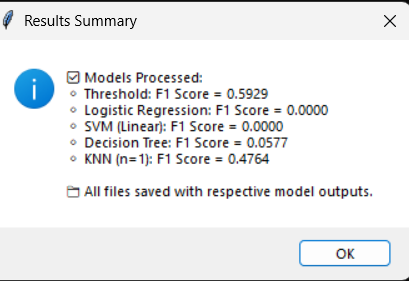 Results Summary
☑ Models Processed:
◦ Threshold: F1 Score = 0.5929
◦ Logistic Regression: F1 Score = 0.0000
◦ SVM (Linear): F1 Score = 0.0000
◦ Decision Tree: F1 Score = 0.0577
◦ KNN (n=1): F1 Score = 0.4764
🗀 All files saved with respective model outputs.
OK